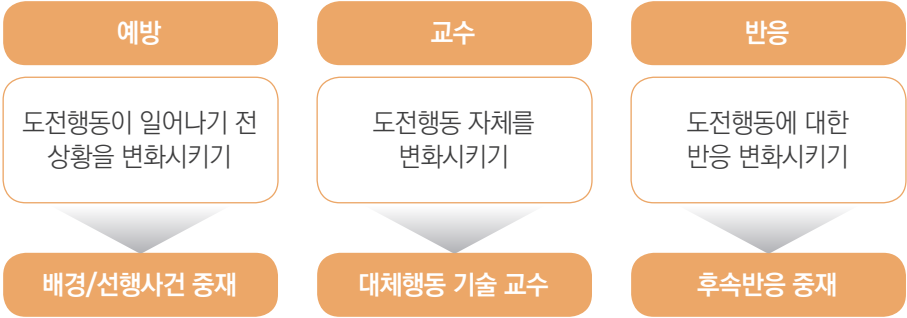 예방
교수
반응
도전행동이 일어나기 전
상황을 변화시키기
도전행동 자체를
변화시키기
도전행동에 대한
반응 변화시키기
배경/선행사건 중재
대체행동 기술 교수
후속반응 중재